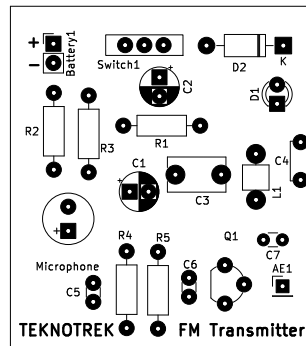 +
Battery1
-
Switch1
C2
D2
K
D1
R2
R3
R1
C1
+
C3
L1
C4
+
Microphone
R4
R5
Q1
C7
C5
C6
AE1
TEKNOTREK FM Transmitter